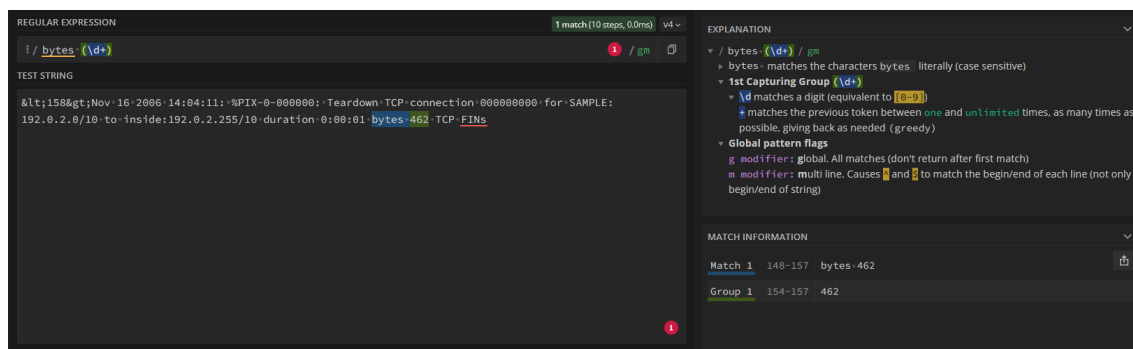 REGULAR EXPRESSION
1 match (10 steps, 0.0ms) v4
/ bytes·(\d+)
1 / gm
TEST STRING
&lt;158&gt;Nov·16·2006·14:04:11:·%PIX-0-000000:·Teardown·TCP·connection·000000000·for·SAMPLE:
192.0.2.0/10·to·inside:192.0.2.255/10·duration·0:00:01·bytes·462·TCP·FINs
1
EXPLANATION
/ bytes·(\d+) / gm
bytes· matches the characters bytes literally (case sensitive)
1st Capturing Group (\d+)
\d matches a digit (equivalent to [0-9])
+ matches the previous token between one and unlimited times, as many times as
possible, giving back as needed (greedy)
Global pattern flags
g modifier: global. All matches (don't return after first match)
m modifier: multi line. Causes ^ and $ to match the begin/end of each line (not only
begin/end of string)
MATCH INFORMATION
Match 1 148-157 bytes·462
Group 1 154-157 462